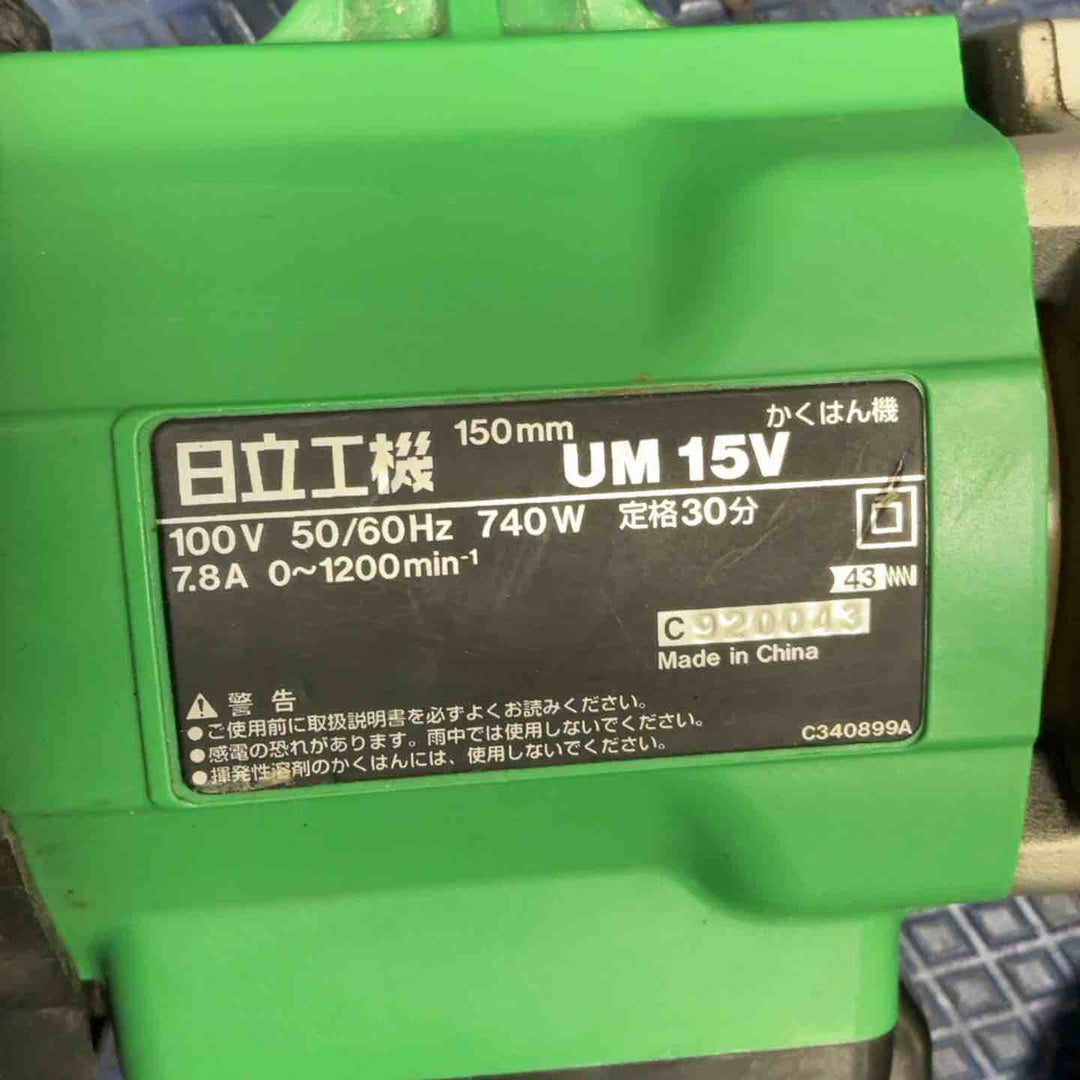 かくはん機
日立工機 150mm UM 15V
100V 50/60Hz 740W 定格30分
7.8A 0~1200min-1
43
C 920043
Made in China
警告
●ご使用前に取扱説明書を必ずよくお読みください。
●感電の恐れがあります。雨中では使用しないでください。
●揮発性溶剤のかくはんには、使用しないでください。
C340899A